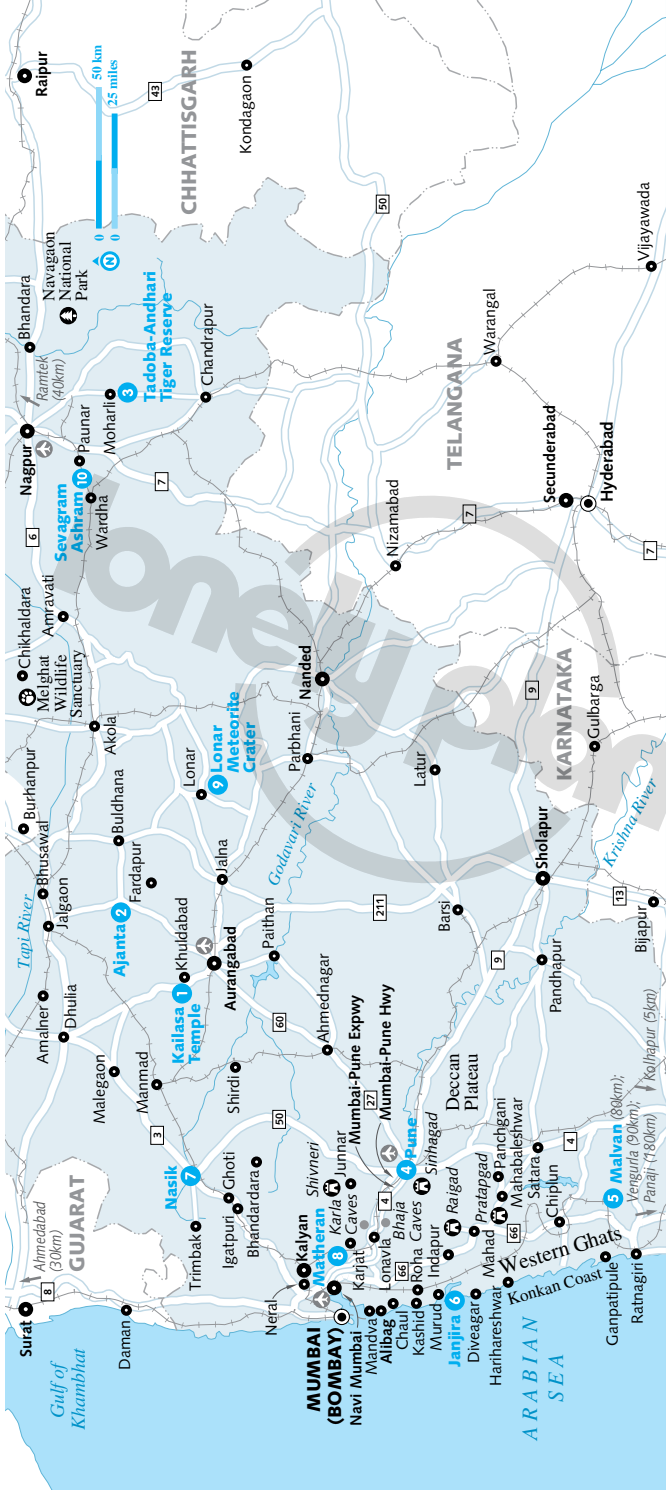 Surat
Ahmedabad
(30km)
GUJARAT
8
Gulf of
Khambhat
Daman
Amalner
Dhulia
Tapi River
Bhusawal
Jalgaon
Burhanpur
Chikhaldara
Melghat
Wildlife
Sanctuary
Amravati
Akola
6
Nagpur
Ramtek
(40km)
Bhandara
Navagaon
National
Park
Raipur
0
50 km
0
25 miles
N
43
CHHATTISGARH
Kondagaon
50
Malegaon
Manmad
3
Ajanta 2
Fardapur
Buldhana
Sevagram
Ashram 10
Paunar
Wardha
Moharli
3
Tadoba-Andhari
Tiger Reserve
Chandrapur
7
Nasik
7
Trimbak
Igatpuri
Ghoti
Bhandardara
Kailasa
Temple
1
Khuldabad
Aurangabad
Jalna
Lonar
9 Lonar
Meteorite
Crater
Shirdi
50
60
Paithan
Godavari River
Parbhani
Nanded
Ahmednagar
Neral
Kalyan
MUMBAI
(BOMBAY)
Navi Mumbai
Matheran
8
Karjat
Karla
Caves
Shivneri
Junnar
Mumbai-Pune Expwy
Mumbai-Pune Hwy
27
4
Lonavla
Bhaja
Caves
4 Pune
Sinhagad
Mandva
Alibag
Chaul
Kashid
Roha
66
Murud
Indapur
Raigad
Janjira 6
Diveagar
Harihareshwar
Mahad
Pratapgad
Panchgani
Mahabaleshwar
66
Deccan
Plateau
Western Ghats
Konkan Coast
Satara
Chiplun
4
ARABIAN
SEA
Ganpatipule
Ratnagiri
5 Malvan (80km);
Vengurla (90km);
Panaji (180km)
Kolhapur (5km)
211
Barsi
Latur
9
Pandhapur
Sholapur
13
Bijapur
Krishna River
KARNATAKA
Gulbarga
9
Nizamabad
7
TELANGANA
Warangal
Secunderabad
Hyderabad
7
Vijayawada
lonely plan